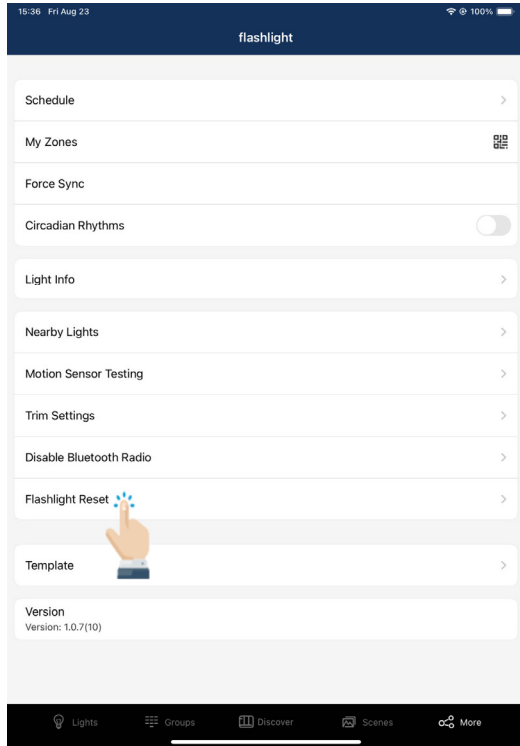 15:36 Fri Aug 23 100%
flashlight
Schedule
My Zones
Force Sync
Circadian Rhythms
Light Info
Nearby Lights
Motion Sensor Testing
Trim Settings
Disable Bluetooth Radio
Flashlight Reset
Template
Version
Version: 1.0.7(10)
Lights Groups Discover Scenes More